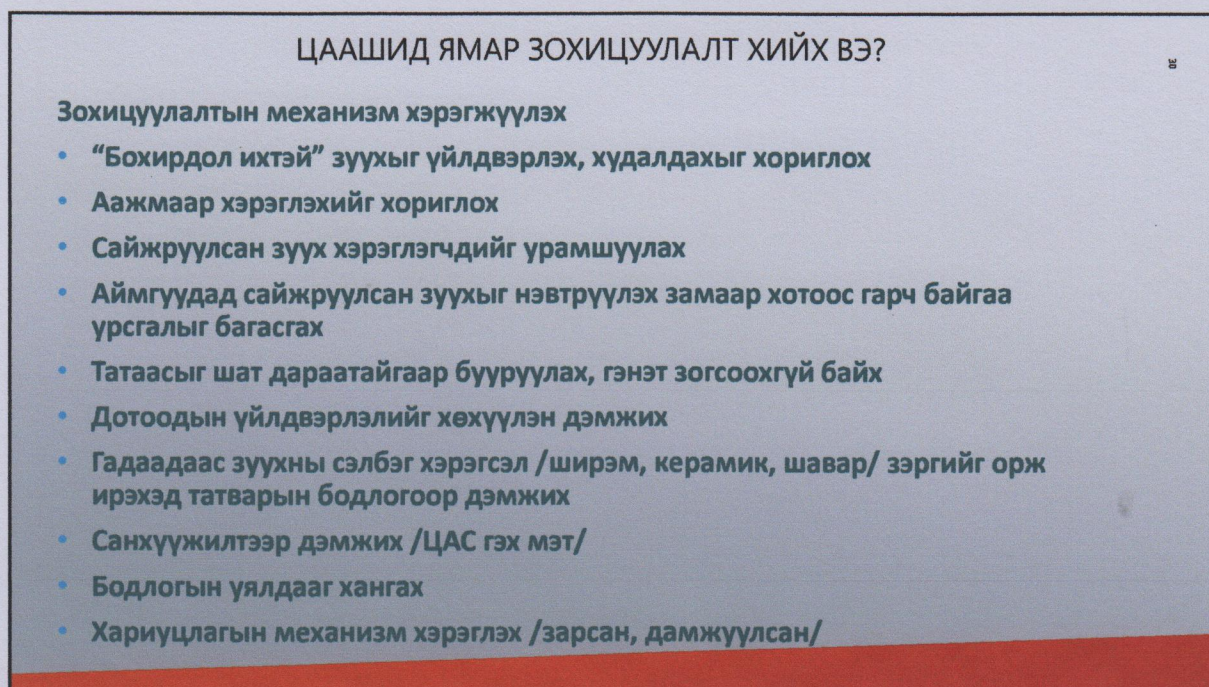 ЦААШИД ЯМАР ЗОХИЦУУЛАЛТ ХИЙХ ВЭ?
30
Зохицуулалтын механизм хэрэгжүүлэх
• “Бохирдол ихтэй” зуухыг үйлдвэрлэх, худалдахыг хориглох
• Аажмаар хэрэглэхийг хориглох
• Сайжруулсан зуух хэрэглэгчдийг урамшуулах
• Аймгуудад сайжруулсан зуухыг нэвтрүүлэх замаар хотоос гарч байгаа
урсгалыг багасгах
• Татаасыг шат дараатайгаар бууруулах, гэнэт зогсоохгүй байх
• Дотоодын үйлдвэрлэлийг хөхүүлэн дэмжих
• Гадаадаас зуухны сэлбэг хэрэгсэл /ширэм, керамик, шавар/ зэргийг орж
ирэхэд татварын бодлогоор дэмжих
• Санхүүжилтээр дэмжих /ЦАС гэх мэт/
• Бодлогын уялдааг хангах
• Хариуцлагын механизм хэрэглэх /зарсан, дамжуулсан/